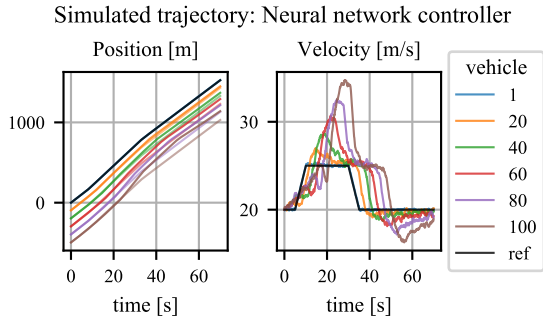 Simulated trajectory: Neural network controller
Position [m]
Velocity [m/s]
1000
0
0
20
40
60
time [s]
30
20
0
20
40
60
time [s]
vehicle
1
20
40
60
80
100
ref